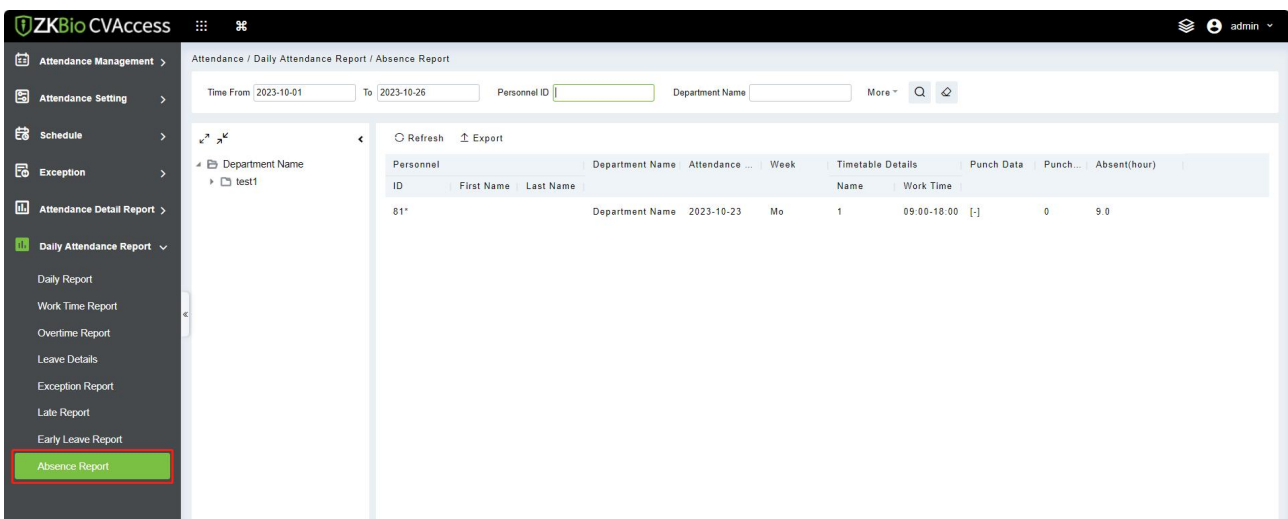 ZKBio CVAccess
admin
Attendance Management
Attendance Setting
Schedule
Exception
Attendance Detail Report
Daily Attendance Report
Daily Report
Work Time Report
Overtime Report
Leave Details
Exception Report
Late Report
Early Leave Report
Absence Report
Attendance / Daily Attendance Report / Absence Report
Time From 2023-10-01 To 2023-10-26 Personnel ID Department Name More
Department Name
test1
Refresh Export
Personnel Department Name Attendance ... Week Timetable Details Punch Data Punch... Absent(hour)
ID First Name Last Name Name Work Time
81* Department Name 2023-10-23 Mo 1 09:00-18:00 [-] 0 9.0